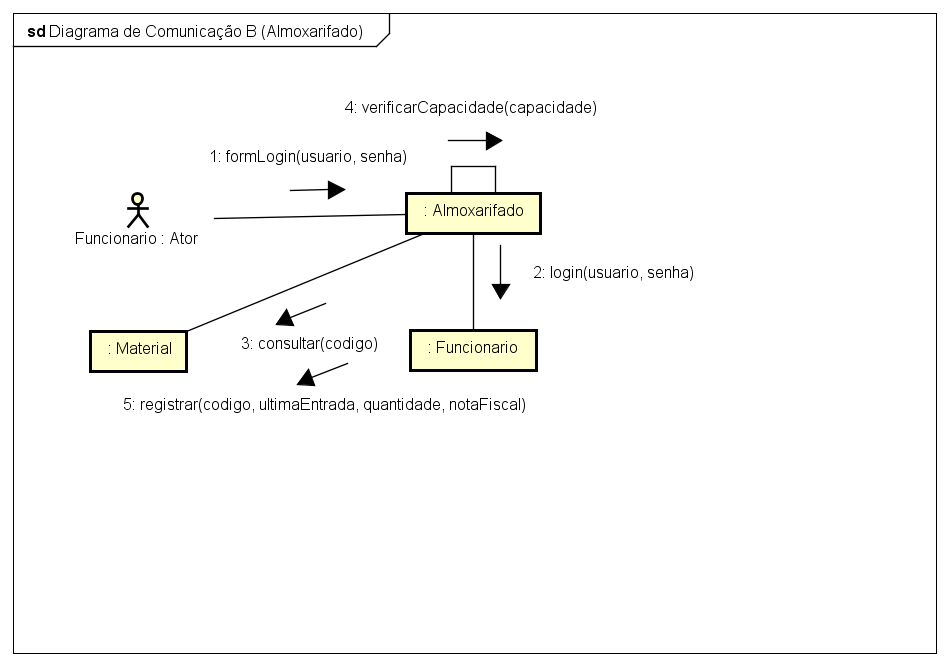 sd Diagrama de Comunicação B (Almoxarifado)
4: verificarCapacidade(capacidade)
1: formLogin(usuario, senha)
: Almoxarifado
Funcionario : Ator
2: login(usuario, senha)
: Material
3: consultar(codigo)
: Funcionario
5: registrar(codigo, ultimaEntrada, quantidade, notaFiscal)